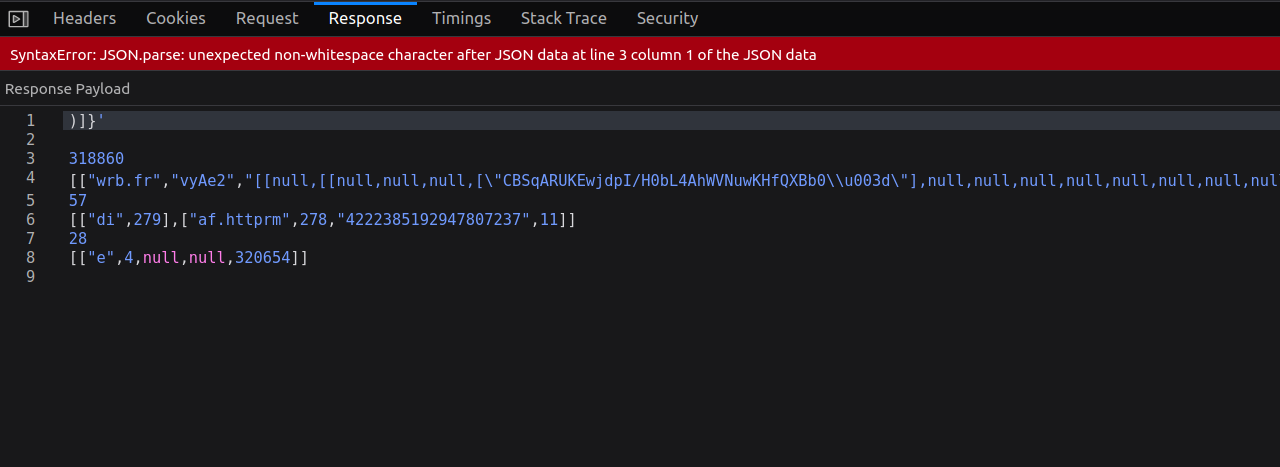 Headers Cookies Request Response Timings Stack Trace Security
SyntaxError: JSON.parse: unexpected non-whitespace character after JSON data at line 3 column 1 of the JSON data
Response Payload
1 )]}'
2
3 318860
4 [["wrb.fr","vyAe2","[[null,[[null,null,null,[\"CBSqARUKEwjdpI/H0bL4AhWVNuwKHfQXBb0\\u003d\"],null,null,null,null,null,null,null,nul
5 57
6 [["di",279],["af.httprm",278,"4222385192947807237",11]]
7 28
8 [["e",4,null,null,320654]]
9